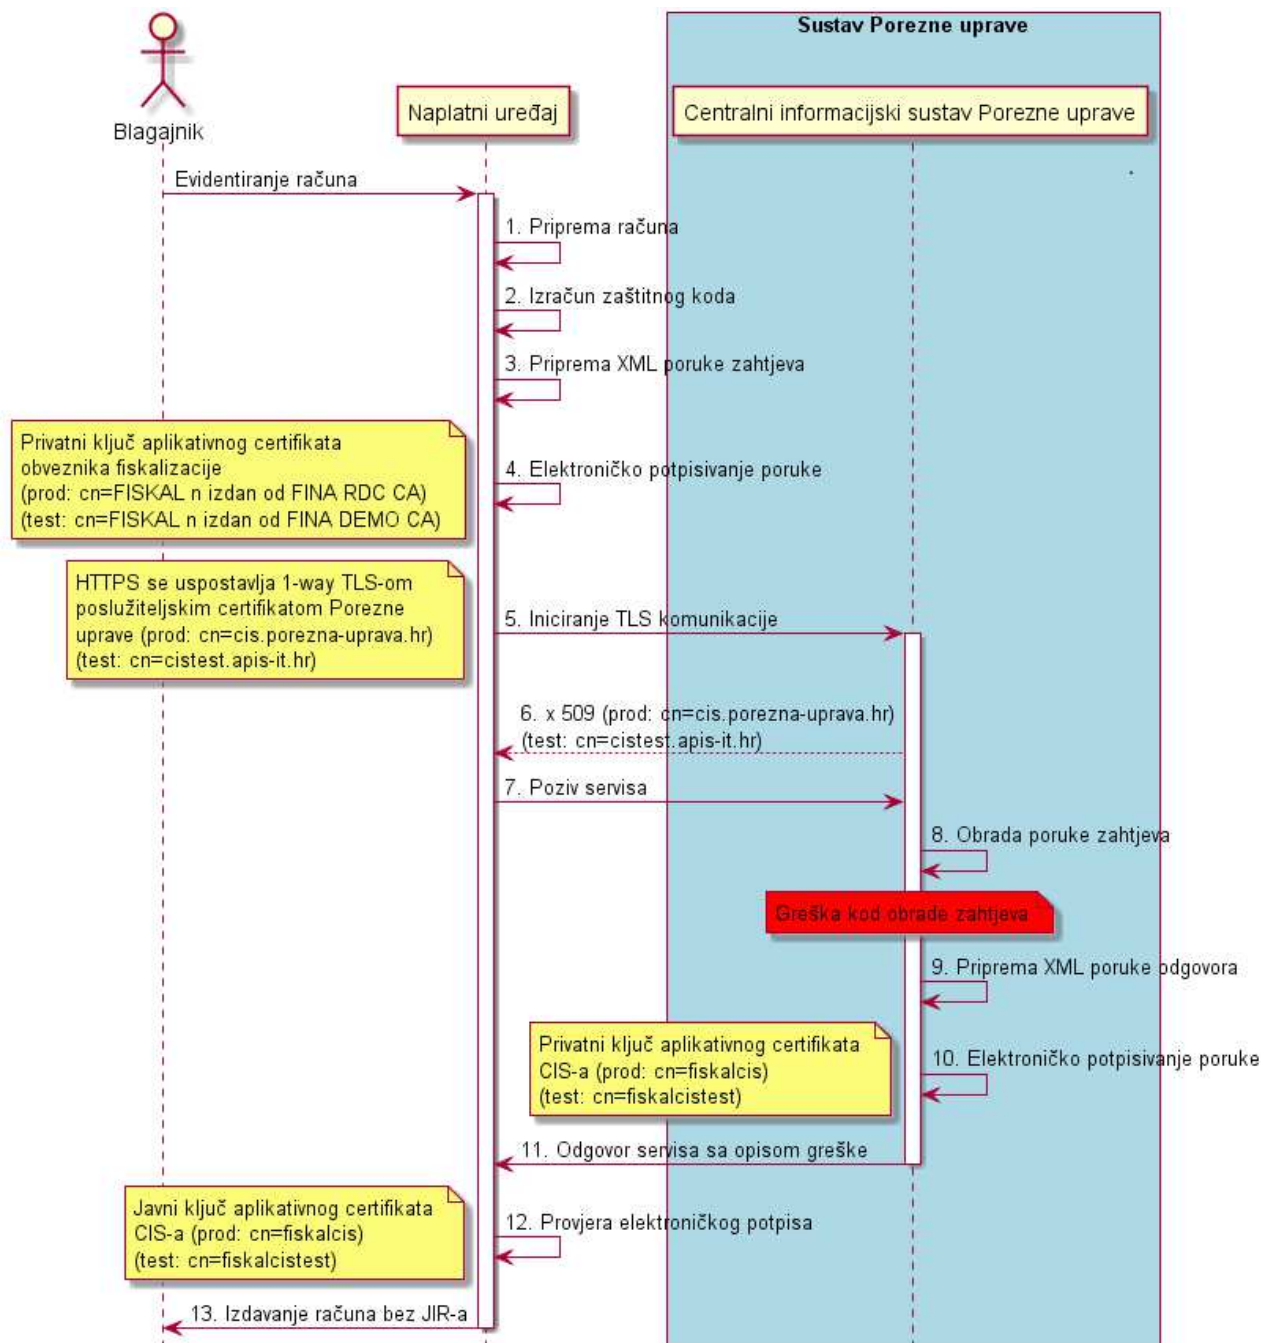 Sustav Porezne uprave
Blagajnik
Naplatni uređaj
Centralni informacijski sustav Porezne uprave
Evidentiranje računa
1. Priprema računa
2. Izračun zaštitnog koda
3. Priprema XML poruke zahtjeva
Privatni ključ aplikativnog certifikata
obveznika fiskalizacije
(prod: cn=FISKAL n izdan od FINA RDC CA)
(test: cn=FISKAL n izdan od FINA DEMO CA)
4. Elektroničko potpisivanje poruke
HTTPS se uspostavlja 1-way TLS-om
poslužiteljskim certifikatom Porezne
uprave (prod: cn=cis.porezna-uprava.hr)
(test: cn=cistest.apis-it.hr)
5. Iniciranje TLS komunikacije
6. x 509 (prod: cn=cis.porezna-uprava.hr)
(test: cn=cistest.apis-it.hr)
7. Poziv servisa
8. Obrada poruke zahtjeva
Greška kod obrade zahtjeva
9. Priprema XML poruke odgovora
Privatni ključ aplikativnog certifikata
CIS-a (prod: cn=fiskalcis)
(test: cn=fiskalcistest)
10. Elektroničko potpisivanje poruke
11. Odgovor servisa sa opisom greške
Javni ključ aplikativnog certifikata
CIS-a (prod: cn=fiskalcis)
(test: cn=fiskalcistest)
12. Provjera elektroničkog potpisa
13. Izdavanje računa bez JIR-a